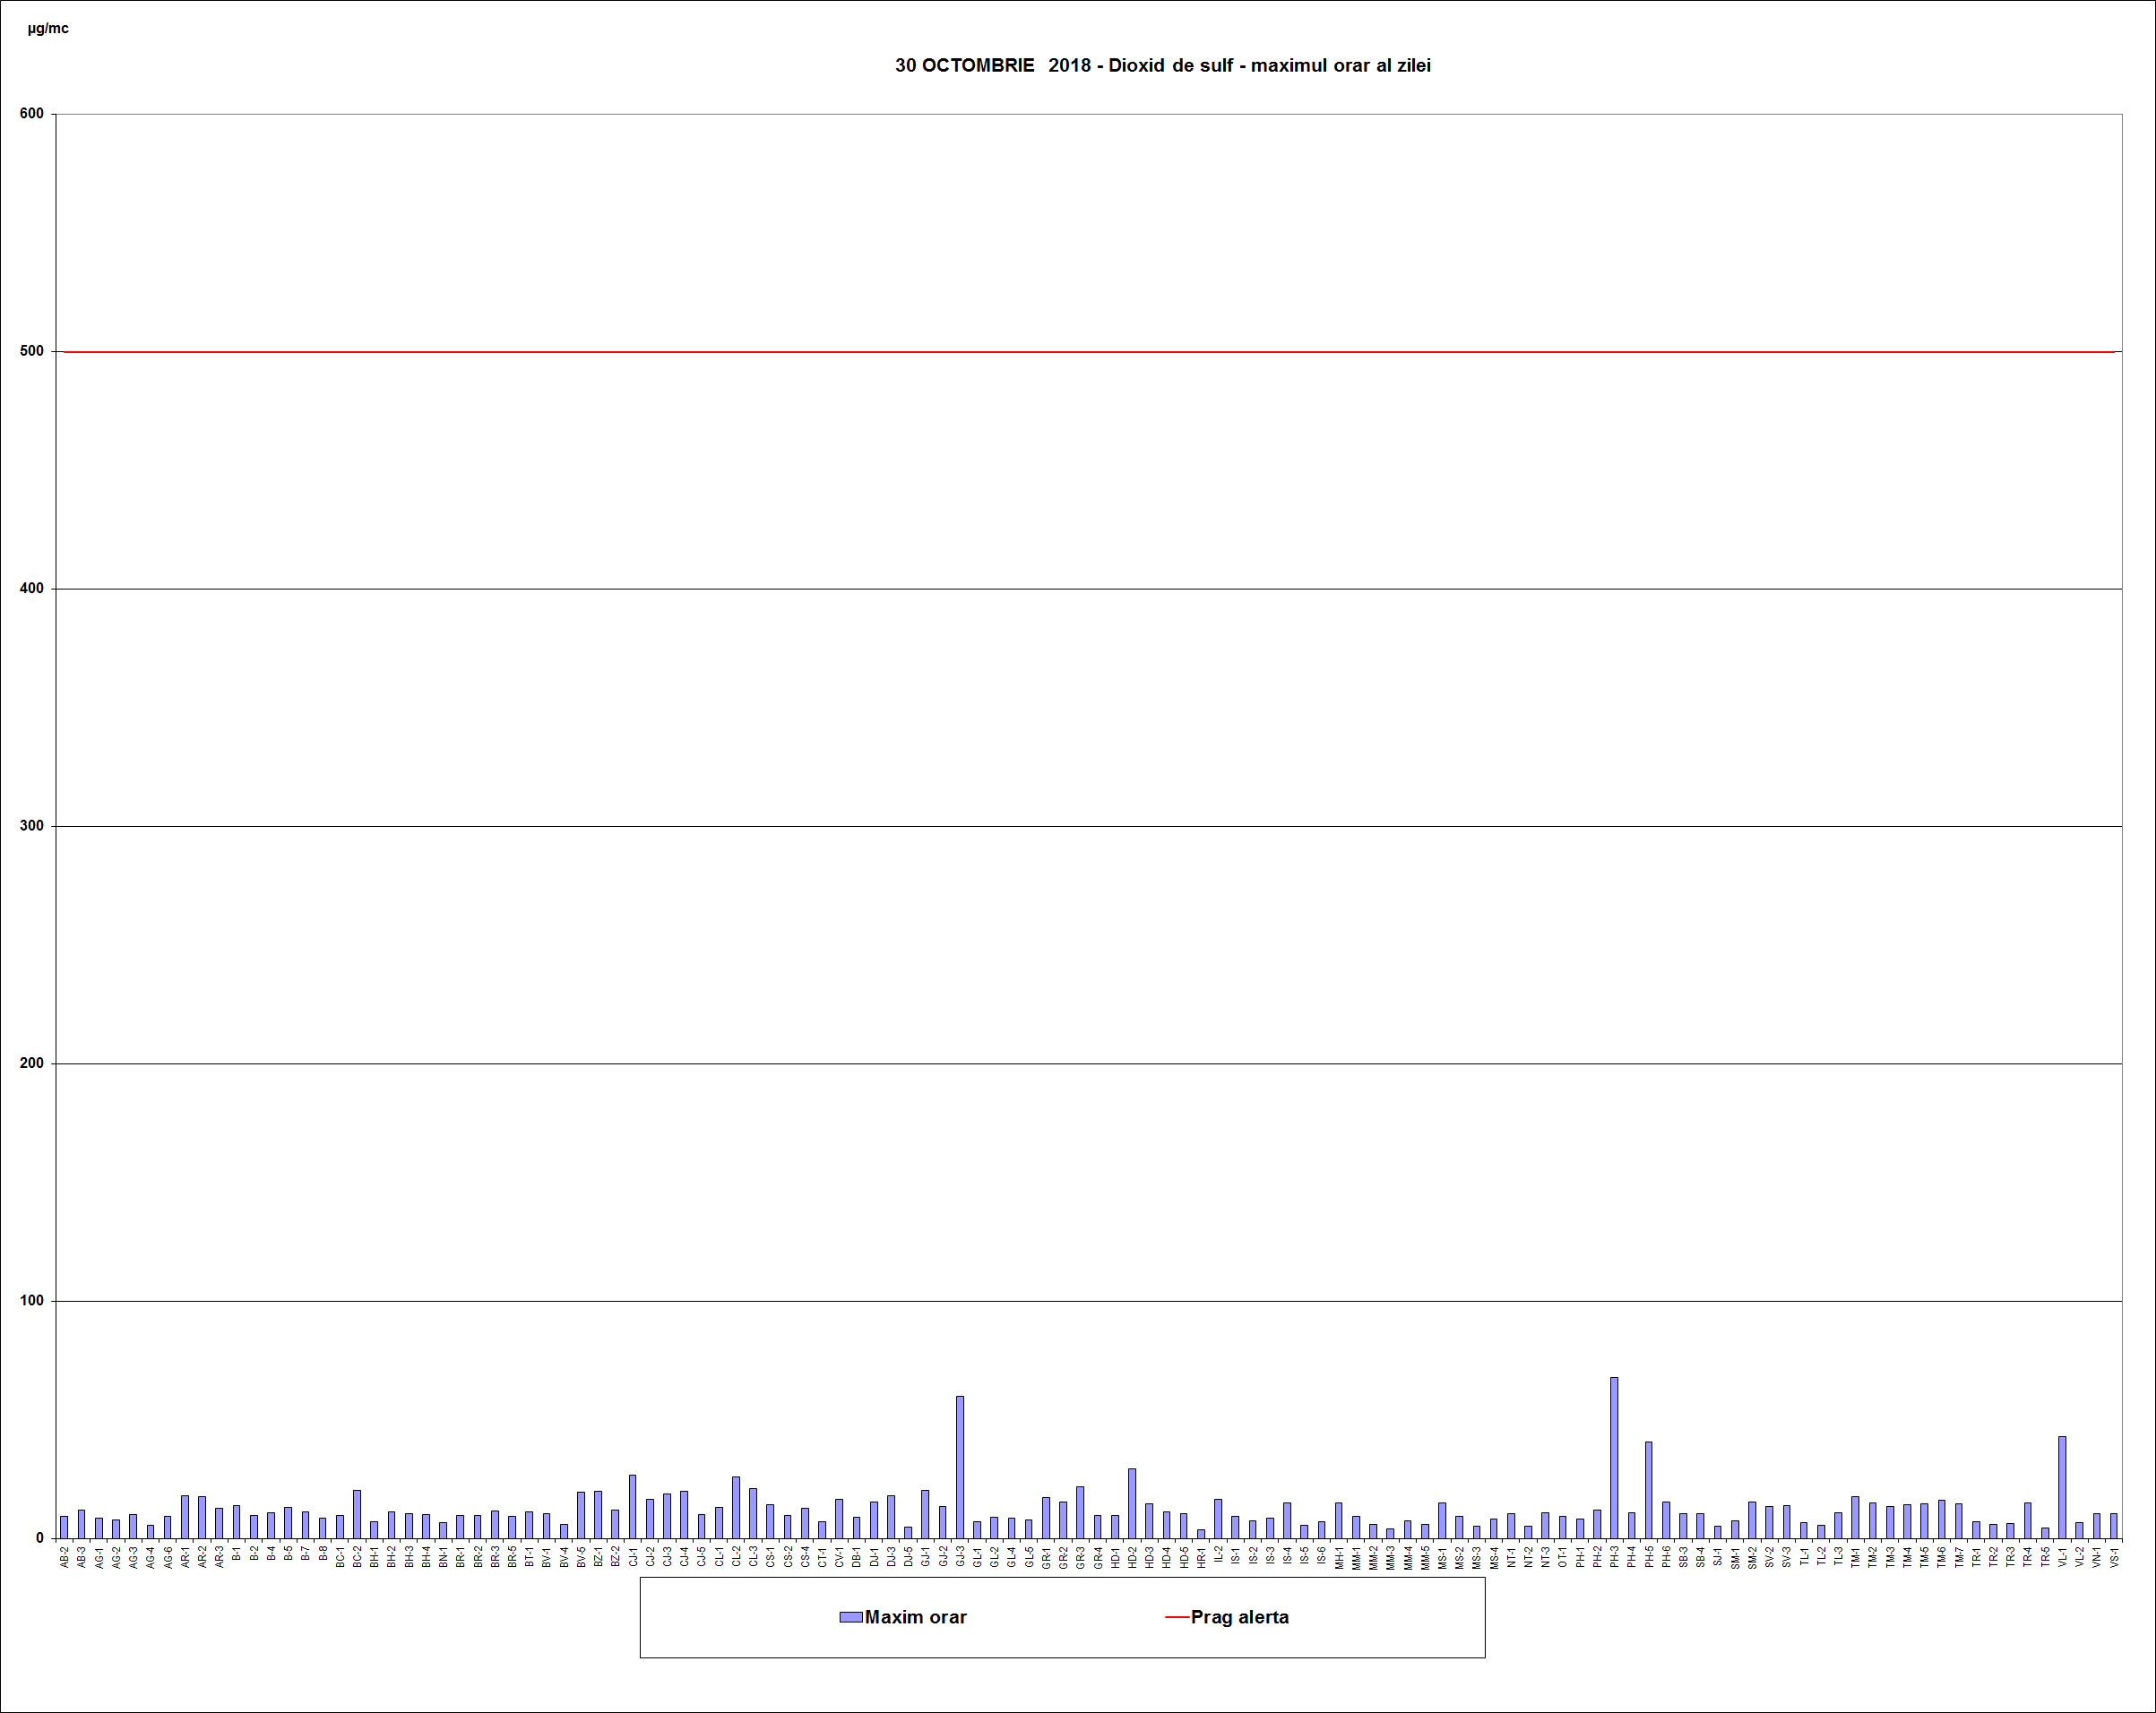 µg/mc
30 OCTOMBRIE 2018 - Dioxid de sulf - maximul orar al zilei
600
500
400
300
200
100
0
AB-2 AB-3 AG-1 AG-2 AG-3 AG-4 AG-6 AR-1 AR-2 AR-3 B-1 B-2 B-4 B-5 B-7 B-8 BC-1 BC-2 BH-1 BH-2 BH-3 BH-4 BN-1 BR-1 BR-2 BR-3 BR-5 BT-1 BV-1 BV-4 BV-5 BZ-1 BZ-2 CJ-1 CJ-2 CJ-3 CJ-4 CJ-5 CL-1 CL-2 CL-3 CS-1 CS-2 CS-4 CT-1 CV-1 DB-1 DJ-1 DJ-3 DJ-5 GJ-1 GJ-2 GJ-3 GL-1 GL-2 GL-4 GL-5 GR-1 GR-2 GR-3 GR-4 HD-1 HD-2 HD-3 HD-4 HD-5 HR-1 IL-2 IS-1 IS-2 IS-3 IS-4 IS-5 IS-6 MH-1 MM-1 MM-2 MM-3 MM-4 MM-5 MS-1 MS-2 MS-3 MS-4 NT-1 NT-2 NT-3 OT-1 PH-1 PH-2 PH-3 PH-4 PH-5 PH-6 SB-3 SB-4 SJ-1 SM-1 SM-2 SV-2 SV-3 TL-1 TL-2 TL-3 TM-1 TM-2 TM-3 TM-4 TM-5 TM-6 TM-7 TR-1 TR-2 TR-3 TR-4 TR-5 VL-1 VL-2 VN-1 VS-1
Maxim orar Prag alerta